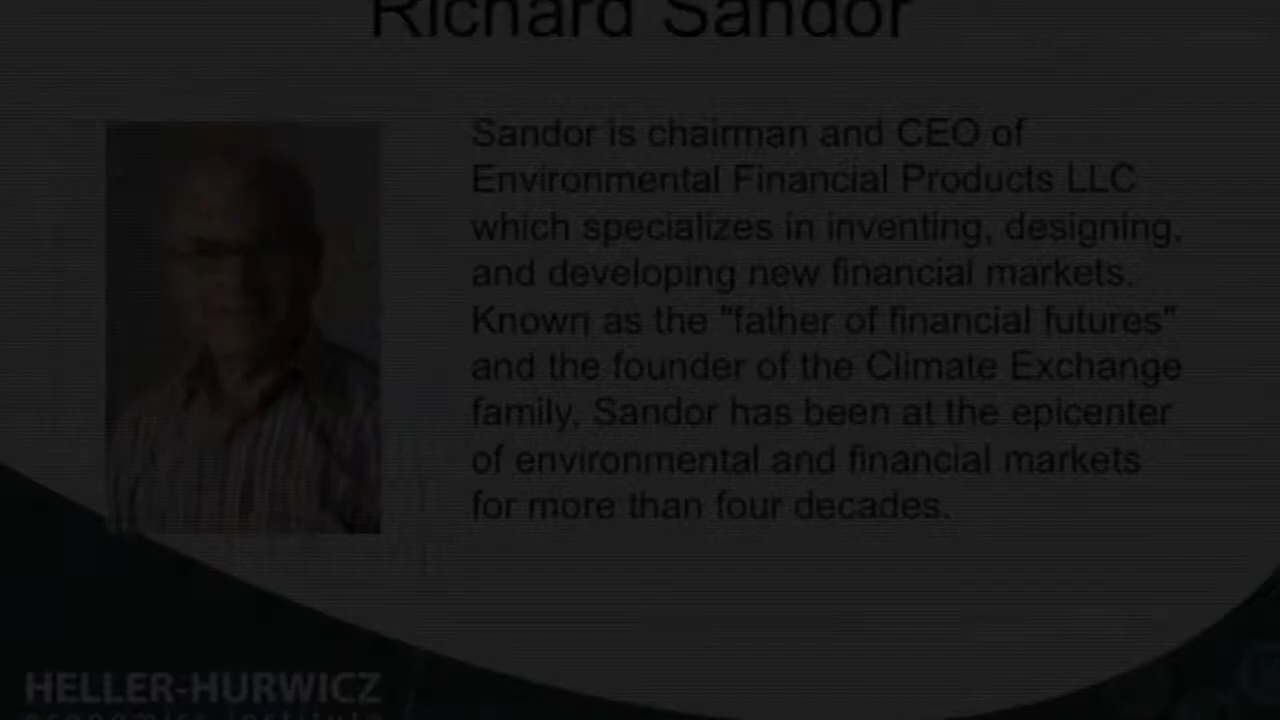 Richard Sandor
Sandor is chairman and CEO of
Environmental Financial Products LLC
which specializes in inventing, designing,
and developing new financial markets.
Known as the "father of financial futures"
and the founder of the Climate Exchange
family, Sandor has been at the epicenter
of environmental and financial markets
for more than four decades.
HELLER-HURWICZ
economics institute